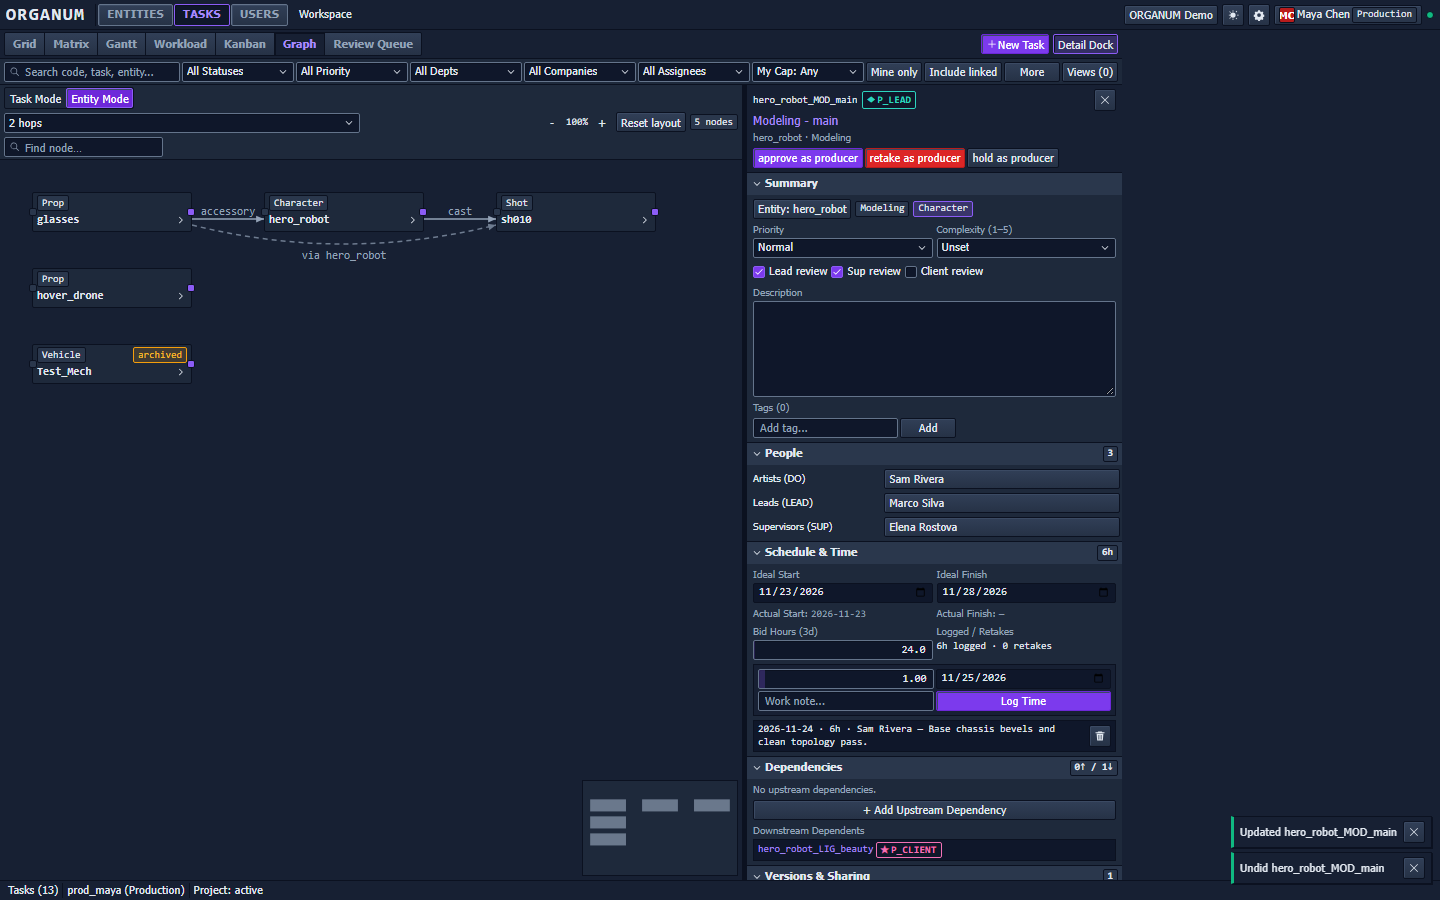 ORGANUM ENTITIES TASKS USERS Workspace ORGANUM Demo MC Maya Chen Production
Grid Matrix Gantt Workload Kanban Graph Review Queue +New Task Detail Dock
Search code, task, entity... All Statuses All Priority All Depts All Companies All Assignees My Cap: Any Mine only Include linked More Views (0)
Task Mode Entity Mode
2 hops - 100% + Reset layout 5 nodes
Find node...
Prop
glasses
accessory
Character
hero_robot
cast
Shot
sh010
via hero_robot
Prop
hover_drone
Vehicle archived
Test_Mech
hero_robot_MOD_main P_LEAD
Modeling - main
hero_robot · Modeling
approve as producer retake as producer hold as producer
Summary
Entity: hero_robot Modeling Character
Priority Complexity (1–5)
Normal Unset
Lead review Sup review Client review
Description
Tags (0)
Add tag... Add
People 3
Artists (DO) Sam Rivera
Leads (LEAD) Marco Silva
Supervisors (SUP) Elena Rostova
Schedule & Time 6h
Ideal Start Ideal Finish
11/23/2026 11/28/2026
Actual Start: 2026-11-23 Actual Finish: —
Bid Hours (3d) Logged / Retakes
24.0 6h logged · 0 retakes
1.00 11/25/2026
Work note... Log Time
2026-11-24 · 6h · Sam Rivera — Base chassis bevels and
clean topology pass.
Dependencies 0↑ / 1↓
No upstream dependencies.
+ Add Upstream Dependency
Downstream Dependents
hero_robot_LIG_beauty ★P_CLIENT
Versions & Sharing 1
Updated hero_robot_MOD_main
Undid hero_robot_MOD_main
Tasks (13) prod_maya (Production) Project: active